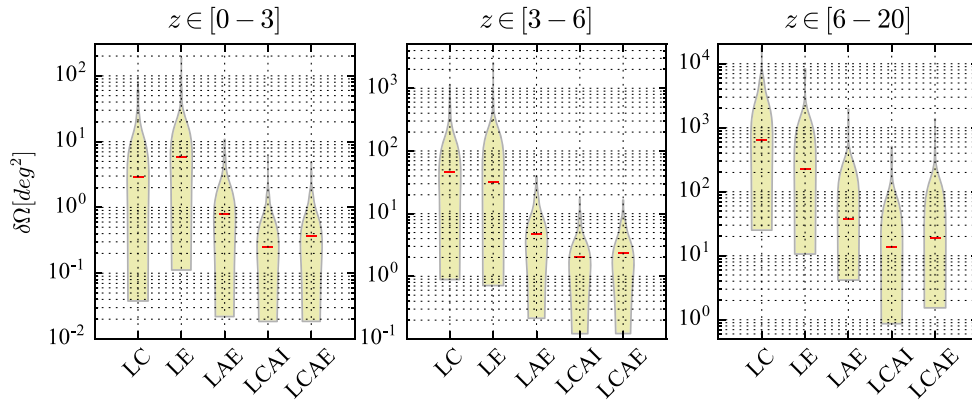 z ∈ [0 − 3]
z ∈ [3 − 6]
z ∈ [6 − 20]
δΩ[deg²]
10²
10¹
10⁰
10⁻¹
10⁻²
LC LE LAE LCAI LCAE
10³
10²
10¹
10⁰
10⁻¹
LC LE LAE LCAI LCAE
10⁴
10³
10²
10¹
10⁰
LC LE LAE LCAI LCAE